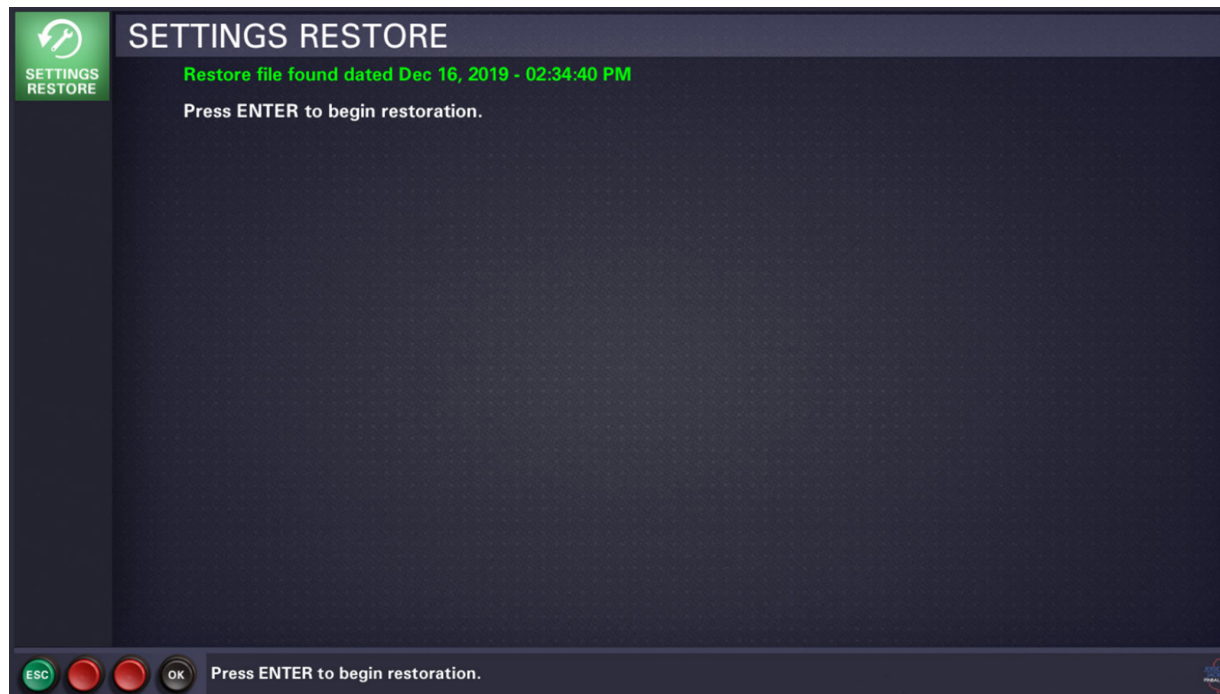 SETTINGS RESTORE
SETTINGS
RESTORE
Restore file found dated Dec 16, 2019 - 02:34:40 PM
Press ENTER to begin restoration.
ESC
OK
Press ENTER to begin restoration.